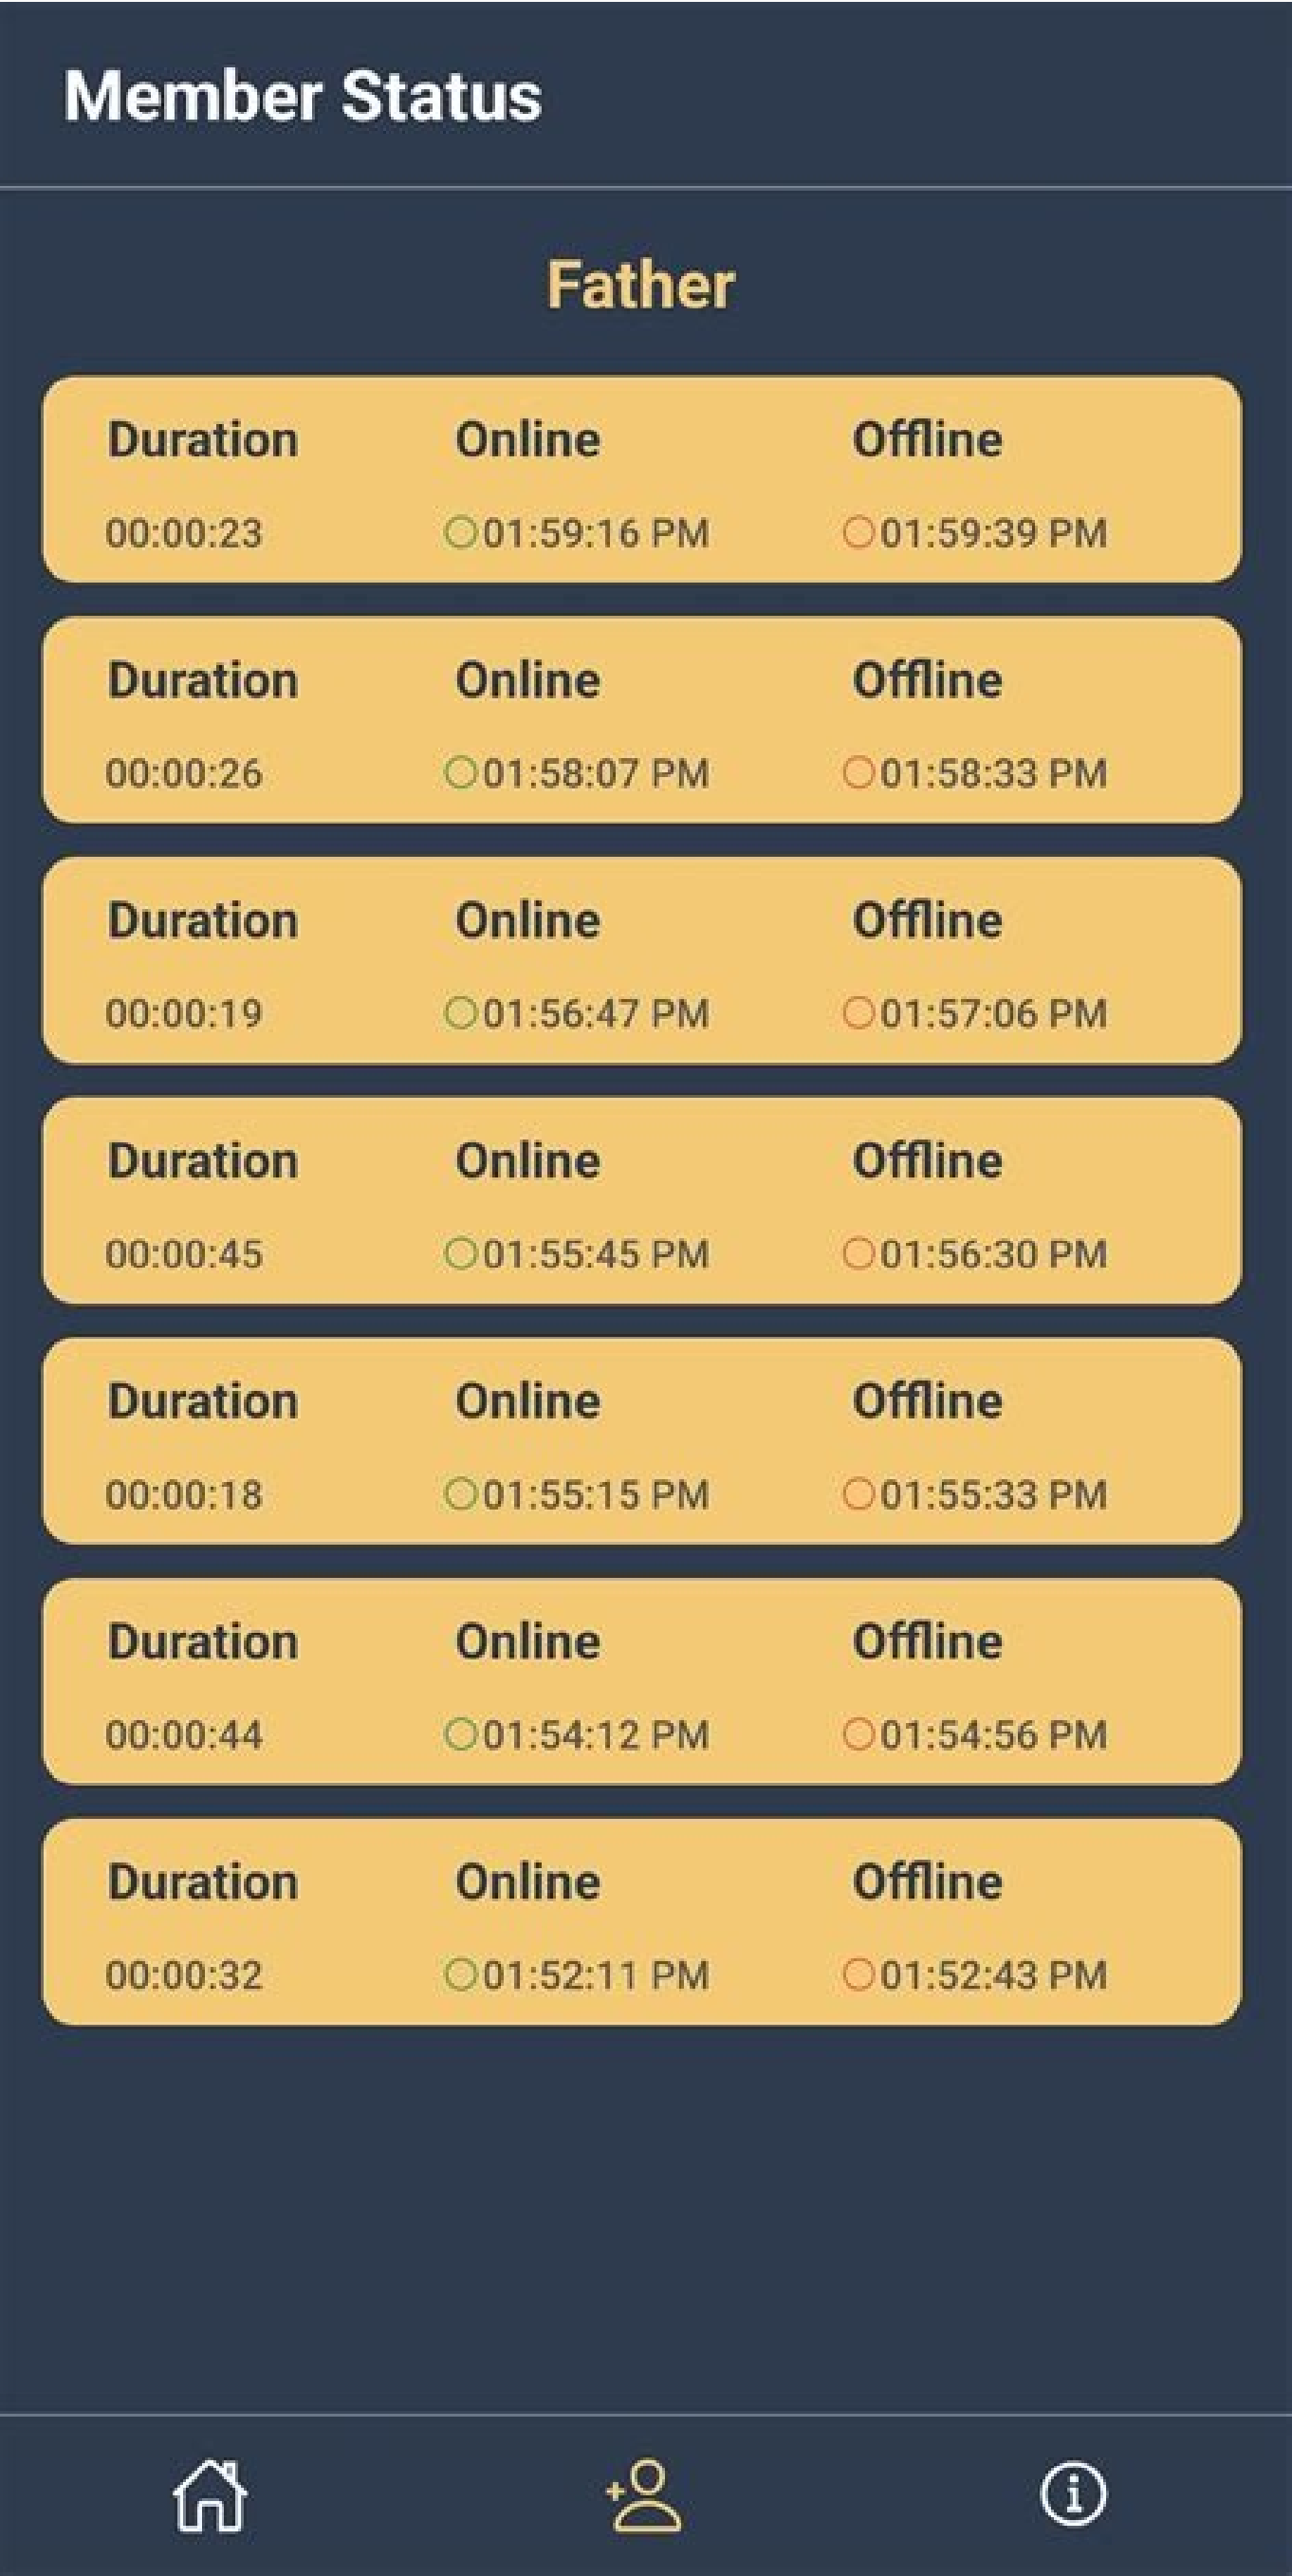 Member Status
Father
Duration Online Offline
00:00:23 01:59:16 PM 01:59:39 PM
Duration Online Offline
00:00:26 01:58:07 PM 01:58:33 PM
Duration Online Offline
00:00:19 01:56:47 PM 01:57:06 PM
Duration Online Offline
00:00:45 01:55:45 PM 01:56:30 PM
Duration Online Offline
00:00:18 01:55:15 PM 01:55:33 PM
Duration Online Offline
00:00:44 01:54:12 PM 01:54:56 PM
Duration Online Offline
00:00:32 01:52:11 PM 01:52:43 PM